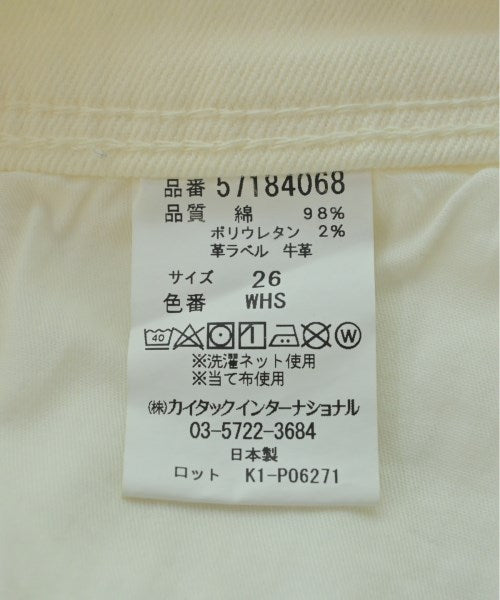 品番 57184068
品質 綿 98%
ポリウレタン 2%
革ラベル 牛革
サイズ 26
色番 WHS
40 1 W
※洗濯ネット使用
※当て布使用
㈱カイタックインターナショナル
03-5722-3684
日本製
ロット K1-P06271